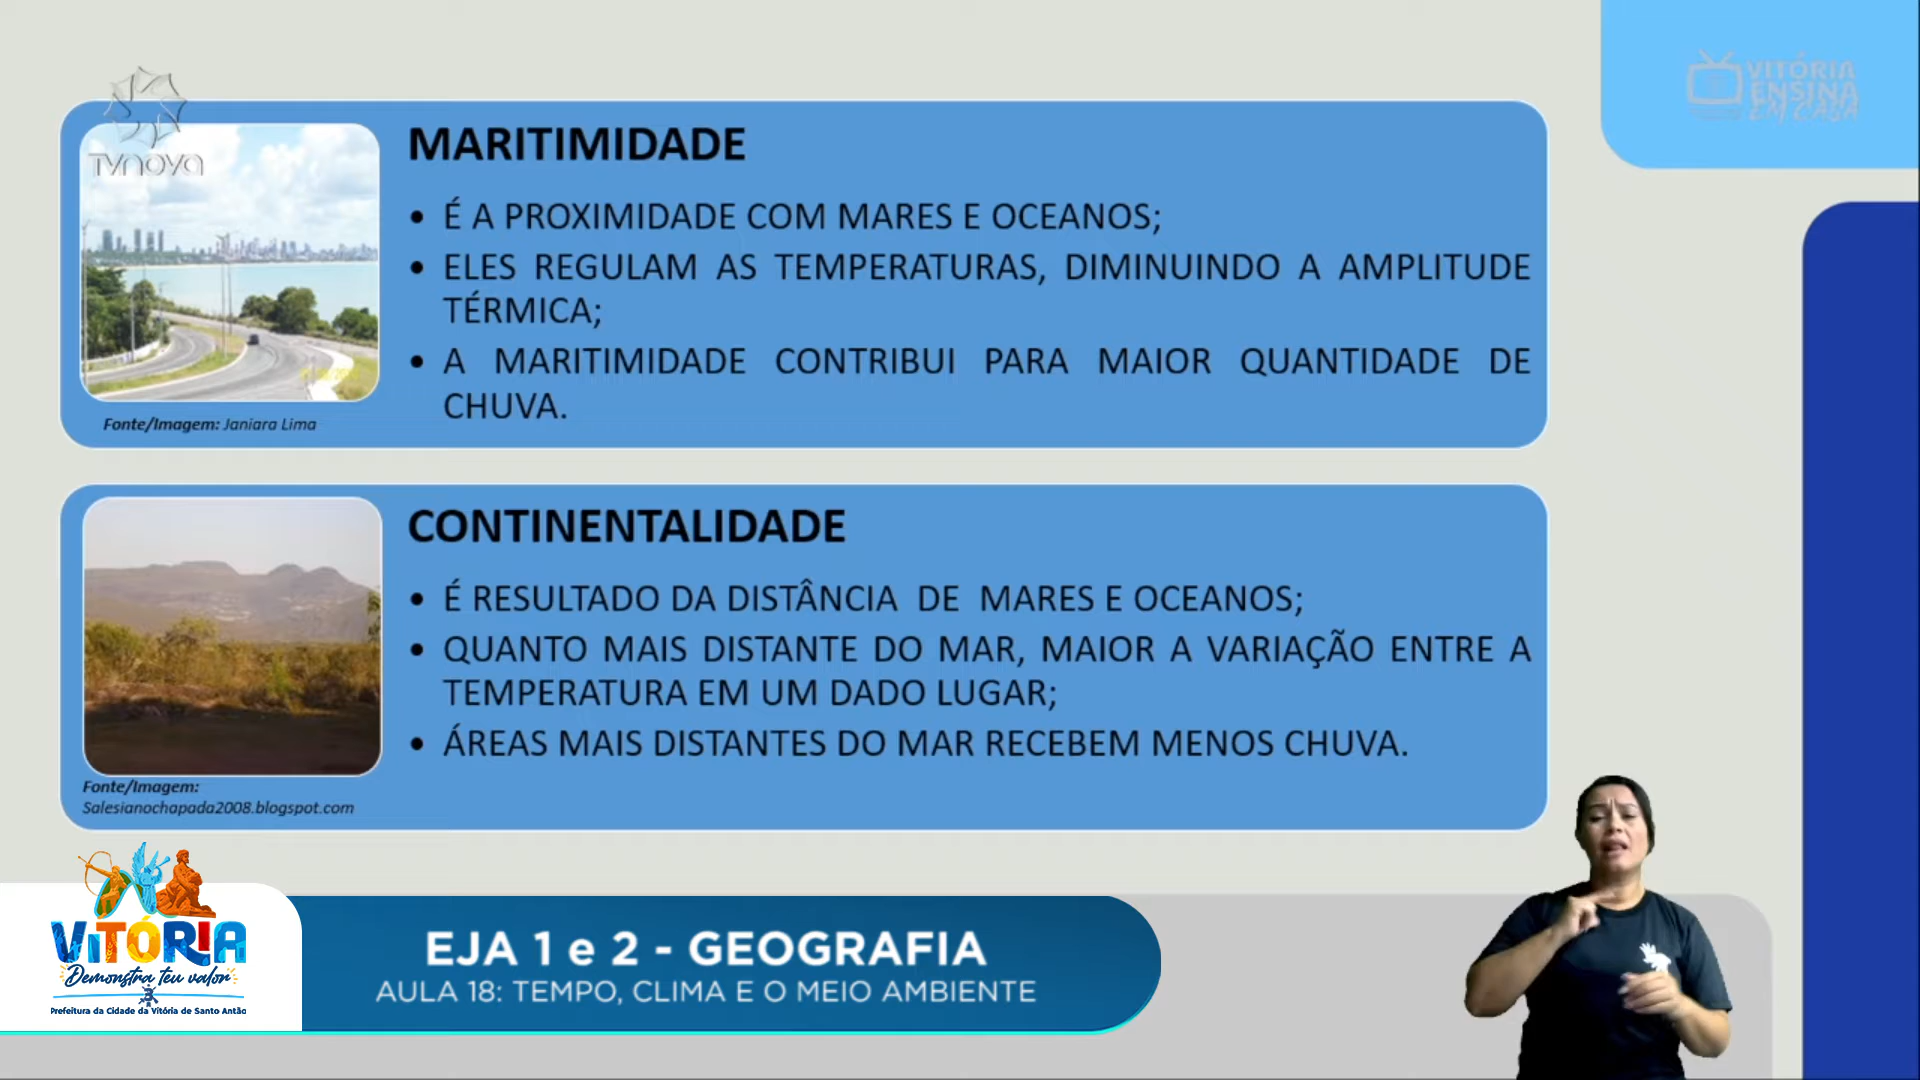 TVNOVA
VITÓRIA
ENSINA
EM CASA
MARITIMIDADE
• É A PROXIMIDADE COM MARES E OCEANOS;
• ELES REGULAM AS TEMPERATURAS, DIMINUINDO A AMPLITUDE
TÉRMICA;
• A MARITIMIDADE CONTRIBUI PARA MAIOR QUANTIDADE DE
CHUVA.
Fonte/Imagem: Janiara Lima
CONTINENTALIDADE
• É RESULTADO DA DISTÂNCIA DE MARES E OCEANOS;
• QUANTO MAIS DISTANTE DO MAR, MAIOR A VARIAÇÃO ENTRE A
TEMPERATURA EM UM DADO LUGAR;
• ÁREAS MAIS DISTANTES DO MAR RECEBEM MENOS CHUVA.
Fonte/Imagem:
Salesianochapada2008.blogspot.com
VITÓRIA
Demonstra teu valor
Prefeitura da Cidade da Vitória de Santo Antão
EJA 1 e 2 - GEOGRAFIA
AULA 18: TEMPO, CLIMA E O MEIO AMBIENTE